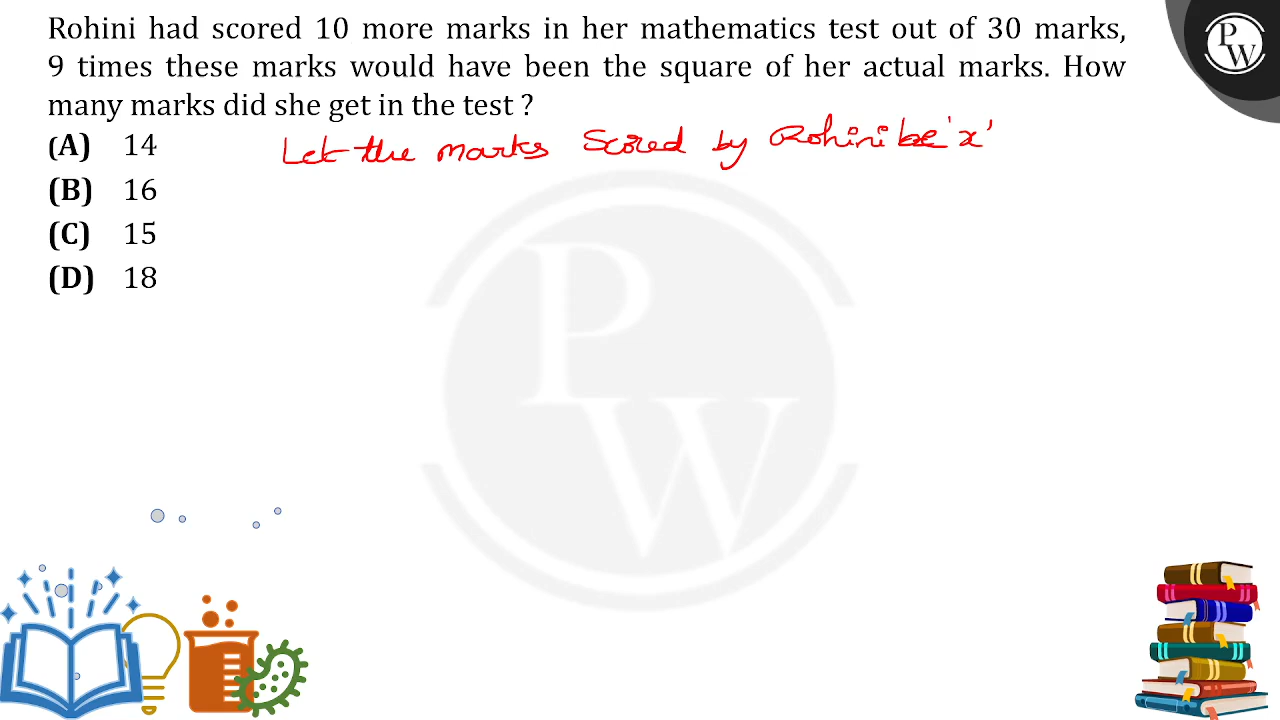 Rohini had scored 10 more marks in her mathematics test out of 30 marks,
9 times these marks would have been the square of her actual marks. How
many marks did she get in the test ?
(A) 14
Let the marks Scored by Rohini be 'x'
(B) 16
(C) 15
(D) 18
P
W
P
W